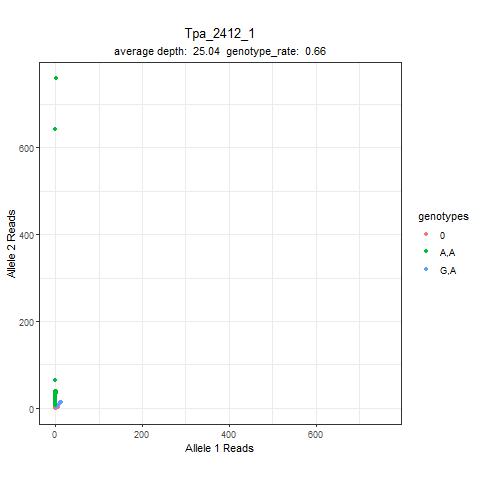 Tpa_2412_1
average depth: 25.04 genotype_rate: 0.66
Allele 2 Reads
600
400
200
0
0 200 400 600
Allele 1 Reads
genotypes
0
A,A
G,A